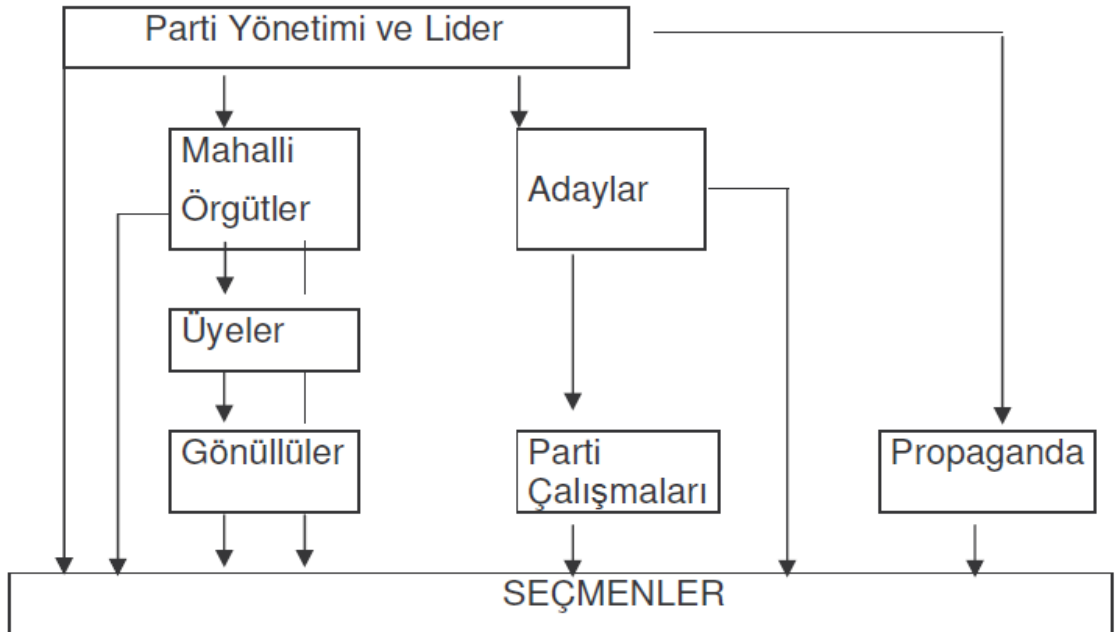 Parti Yönetimi ve Lider
Mahalli
Örgütler
Adaylar
Üyeler
Gönüllüler
Parti
Çalışmaları
Propaganda
SEÇMENLER